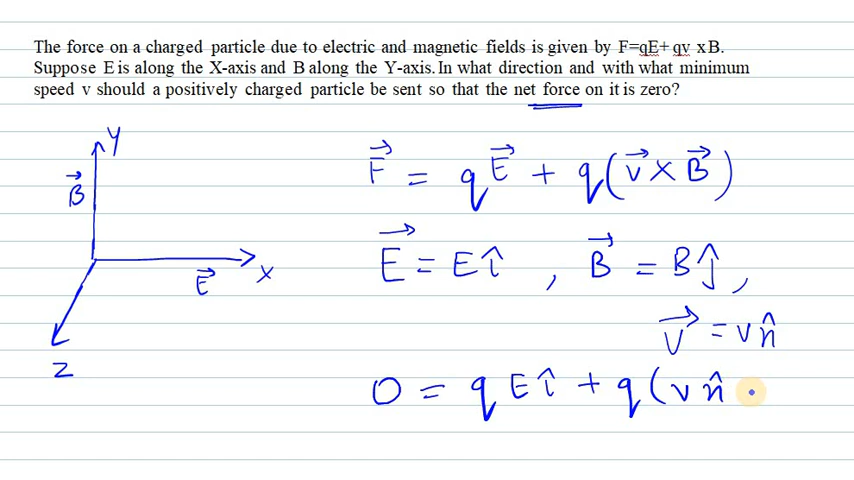 The force on a charged particle due to electric and magnetic fields is given by F=qE+ qv xB.
Suppose E is along the X-axis and B along the Y-axis. In what direction and with what minimum
speed v should a positively charged particle be sent so that the net force on it is zero?
Y
B⃗
E⃗
X
Z
F⃗ = qE⃗ + q(v⃗ × B⃗)
E⃗ = Eî , B⃗ = Bĵ ,
V⃗ = vn̂
0 = qEî + q(vn̂